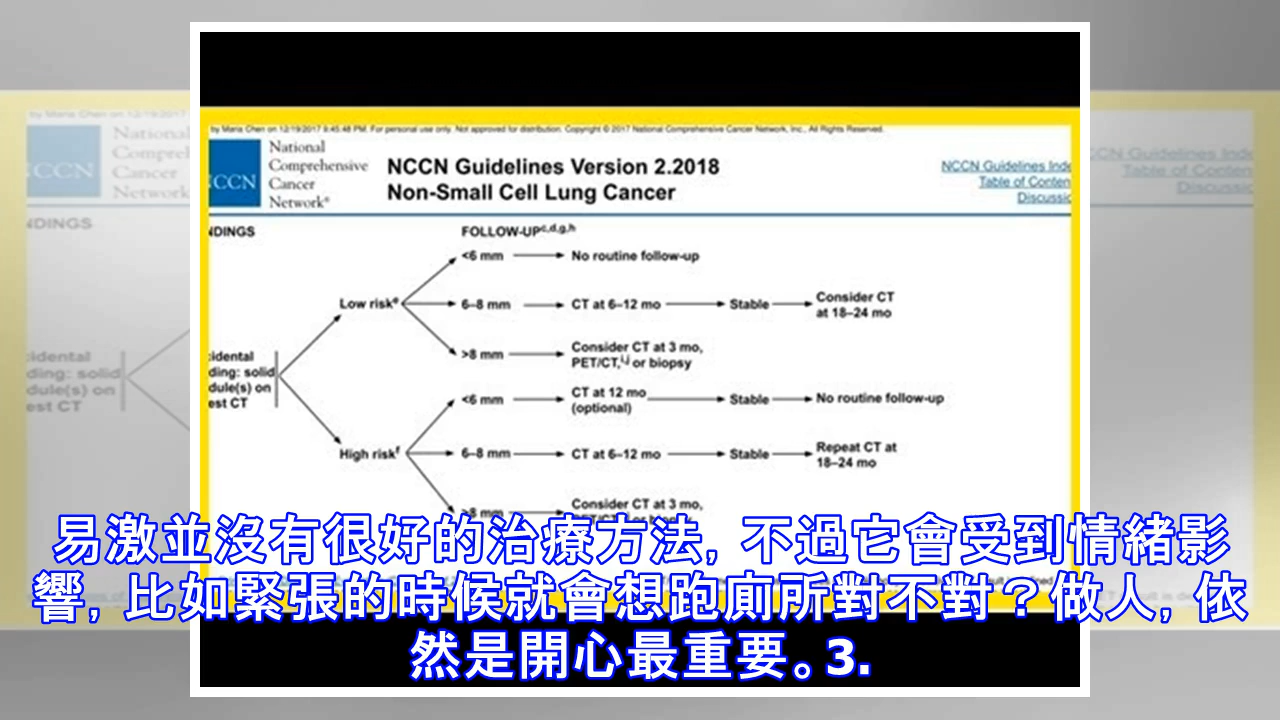 by Maria Chen on 12/19/2017 9:45:48 PM. For personal use only. Not approved for distribution. Copyright © 2017 National Comprehensive Cancer Network, Inc., All Rights Reserved.
NCCN
National
Comprehensive
Cancer
Network®
NCCN Guidelines Version 2.2018
Non-Small Cell Lung Cancer
NCCN Guidelines Inde
Table of Conten
Discussio
NDINGS
FOLLOW-UPc,d,g,h
<6 mm
No routine follow-up
Low riske
6–8 mm
CT at 6–12 mo
Stable
Consider CT
at 18–24 mo
>8 mm
Consider CT at 3 mo,
PET/CT,i,j or biopsy
cidental
ding: solid
dule(s) on
est CT
<6 mm
CT at 12 mo
(optional)
Stable
No routine follow-up
High riskf
6–8 mm
CT at 6–12 mo
Stable
Repeat CT at
18–24 mo
>8 mm
Consider CT at 3 mo,
易激並沒有很好的治療方法, 不過它會受到情緒影
響, 比如緊張的時候就會想跑廁所對不對？做人, 依
然是開心最重要。3.